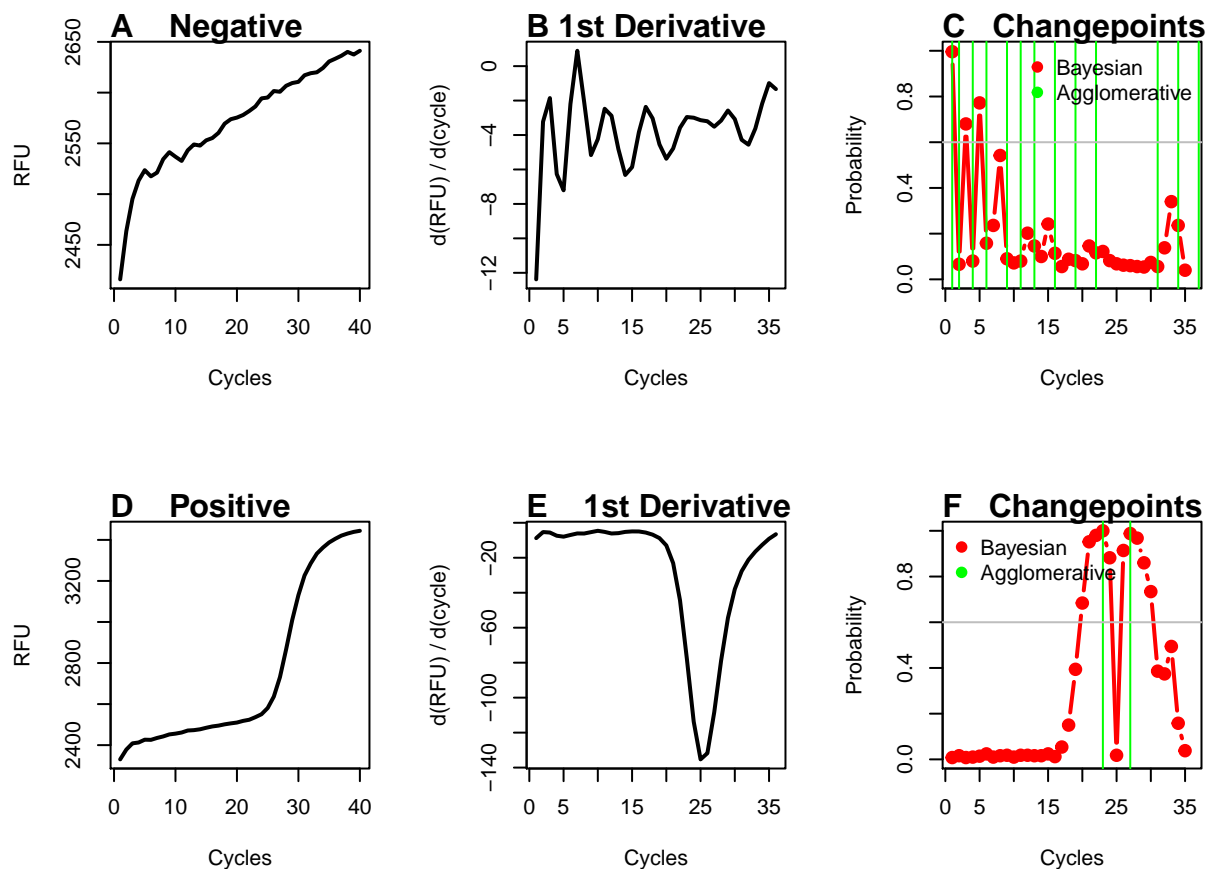 A Negative
2450 2550 2650
RFU
0 10 20 30 40
Cycles
B 1st Derivative
−12 −8 −4 0
d(RFU) / d(cycle)
0 5 15 25 35
Cycles
C Changepoints
Bayesian
Agglomerative
0.0 0.4 0.8
Probability
0 5 15 25 35
Cycles
D Positive
2400 2800 3200
RFU
0 10 20 30 40
Cycles
E 1st Derivative
−140 −100 −60 −20
d(RFU) / d(cycle)
0 5 15 25 35
Cycles
F Changepoints
Bayesian
Agglomerative
0.0 0.4 0.8
Probability
0 5 15 25 35
Cycles